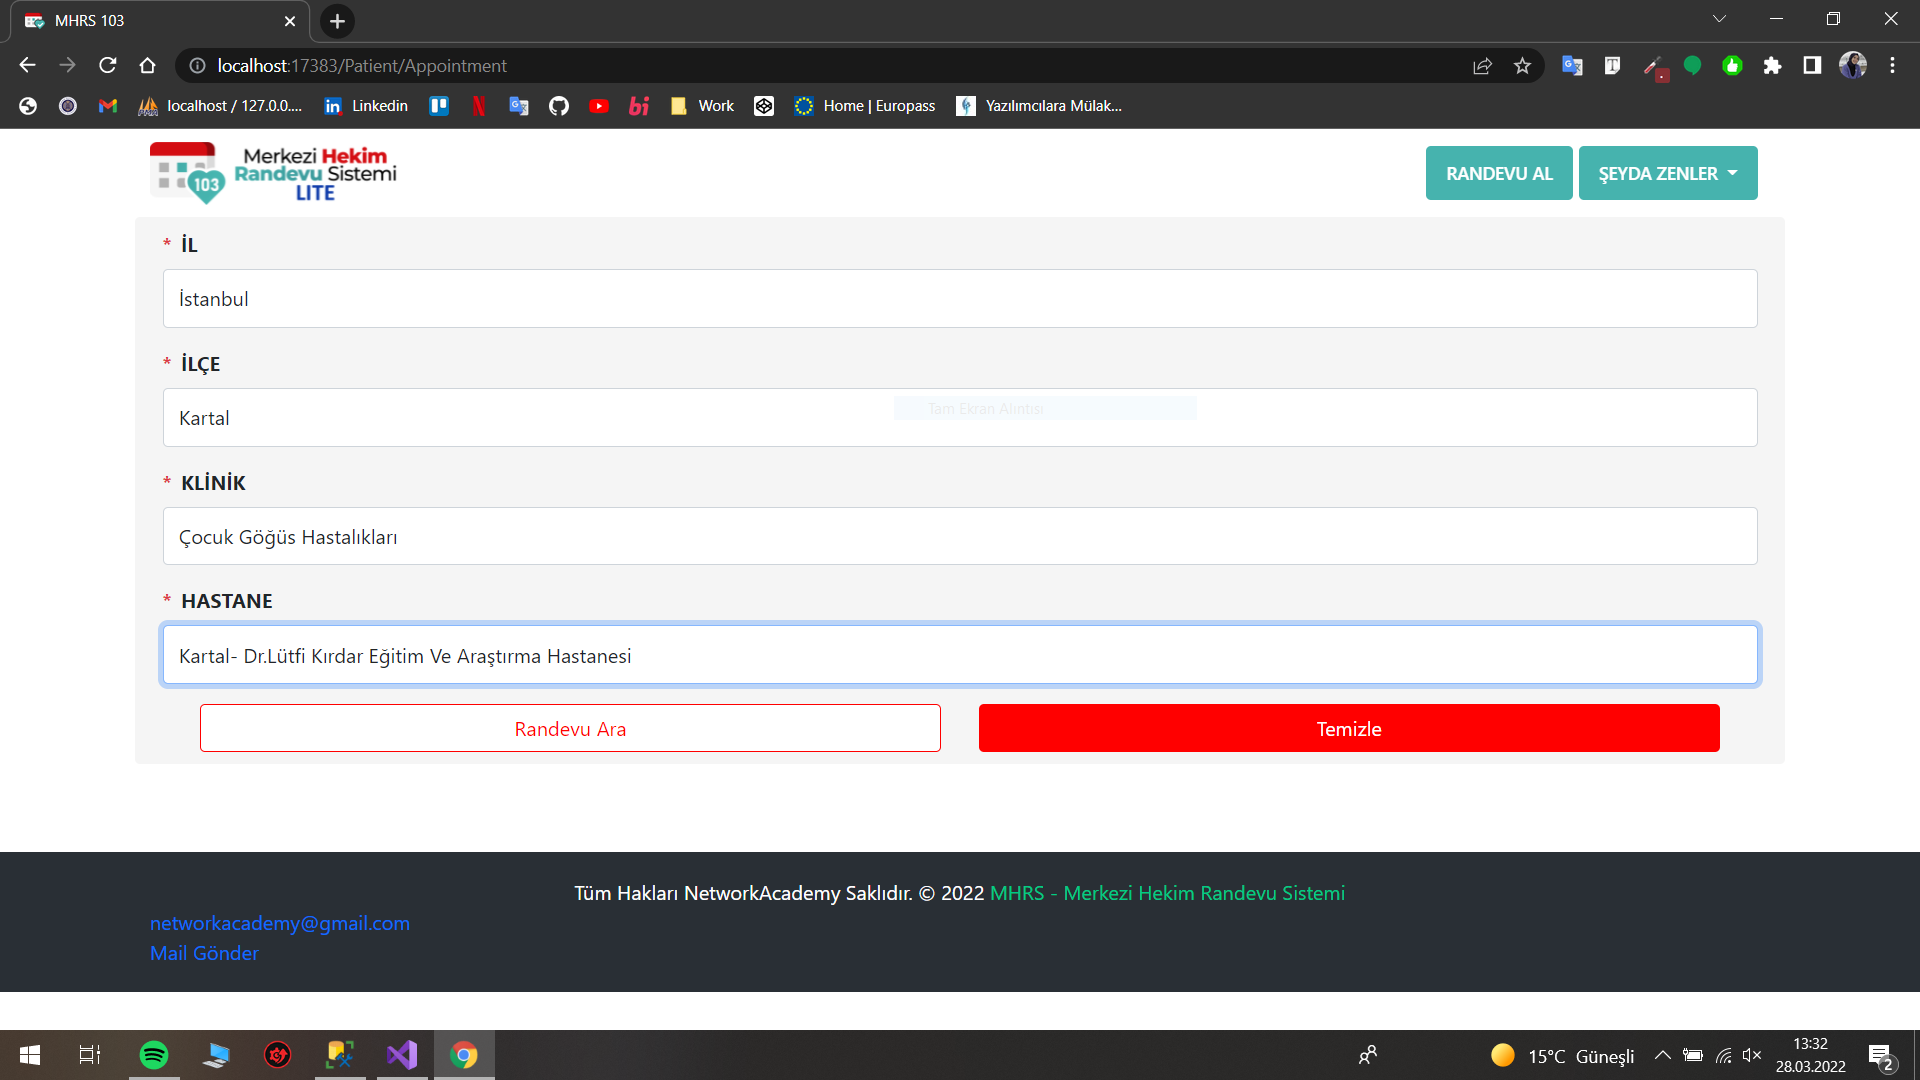 MHRS 103
localhost:17383/Patient/Appointment
localhost / 127.0.0.... Linkedin Work Home | Europass Yazılımcılara Mülak...
103
Merkezi Hekim
Randevu Sistemi
LITE
RANDEVU AL ŞEYDA ZENLER
* İL
İstanbul
* İLÇE
Kartal
Tam Ekran Alıntısı
* KLİNİK
Çocuk Göğüs Hastalıkları
* HASTANE
Kartal- Dr.Lütfi Kırdar Eğitim Ve Araştırma Hastanesi
Randevu Ara Temizle
Tüm Hakları NetworkAcademy Saklıdır. © 2022 MHRS - Merkezi Hekim Randevu Sistemi
networkacademy@gmail.com
Mail Gönder
15°C Güneşli
13:32
28.03.2022
2